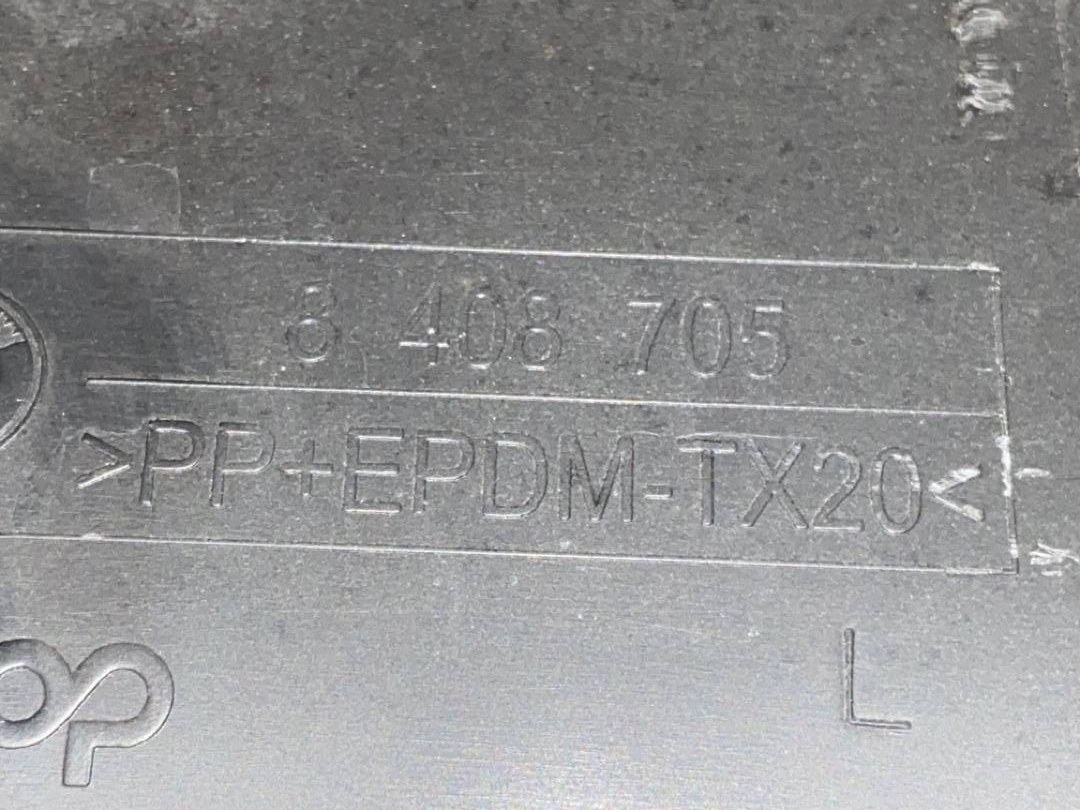 8 408 705
>PP+EPDM-TX20<
L